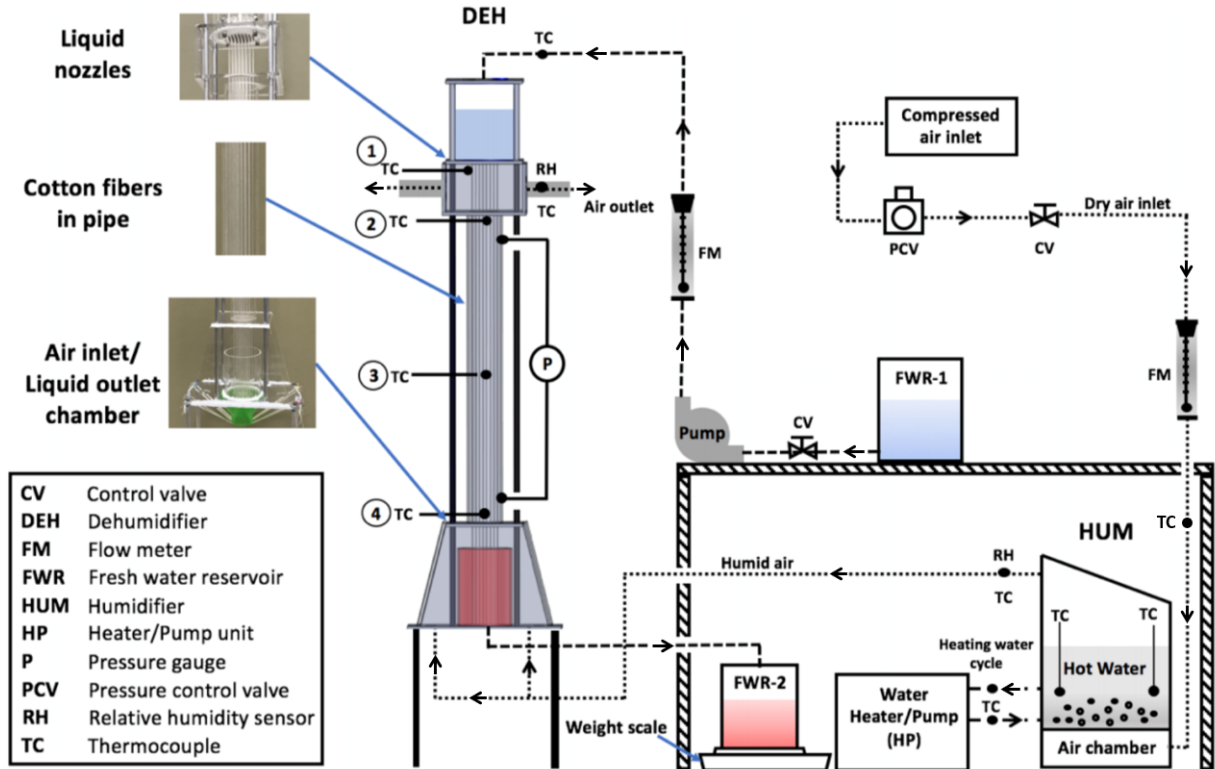 DEH
Liquid
nozzles
Cotton fibers
in pipe
Air inlet/
Liquid outlet
chamber
TC
1
TC
RH
TC
Air outlet
2
TC
3
TC
4
TC
P
FM
Pump
CV
FWR-1
Compressed
air inlet
PCV
CV
Dry air inlet
FM
TC
HUM
RH
TC
Humid air
TC
TC
Hot Water
Heating water
cycle
TC
Air chamber
Water
Heater/Pump
(HP)
FWR-2
Weight scale
CV Control valve
DEH Dehumidifier
FM Flow meter
FWR Fresh water reservoir
HUM Humidifier
HP Heater/Pump unit
P Pressure gauge
PCV Pressure control valve
RH Relative humidity sensor
TC Thermocouple